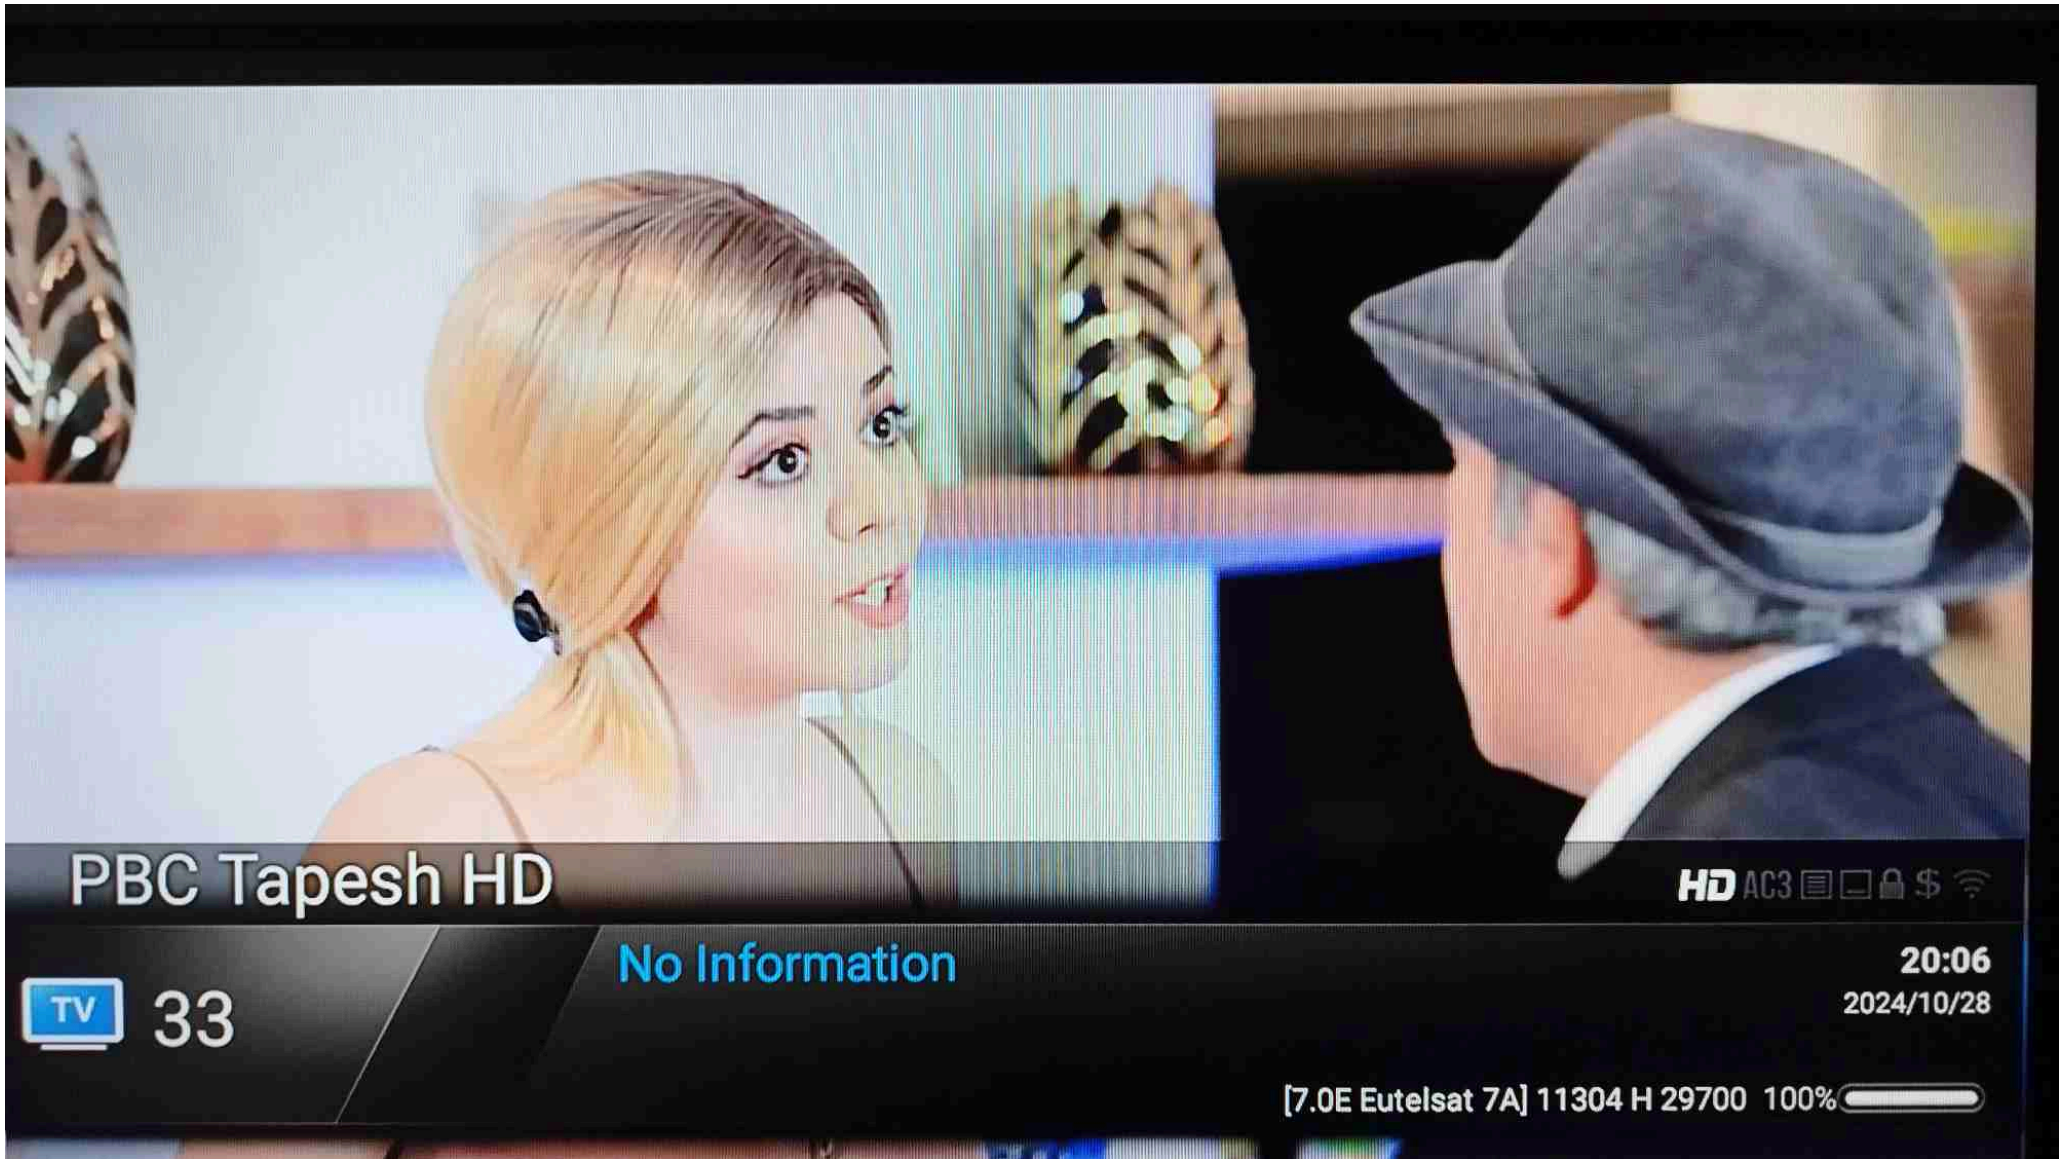 PBC Tapesh HD
HD AC3 $
No Information
TV 33
20:06
2024/10/28
[7.0E Eutelsat 7A] 11304 H 29700 100%